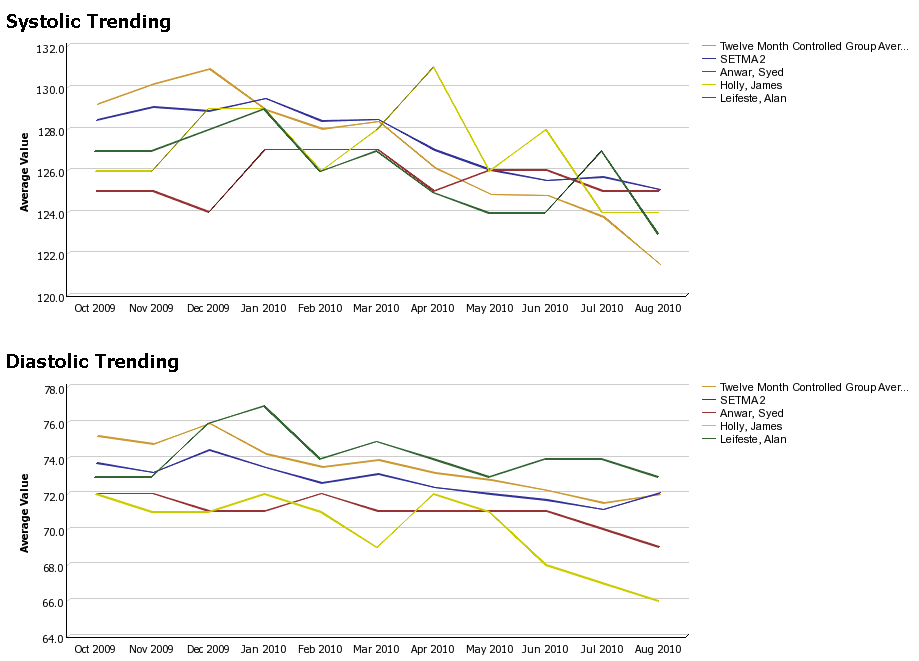 Systolic Trending
132.0
130.0
128.0
126.0
124.0
122.0
120.0
Average Value
Oct 2009 Nov 2009 Dec 2009 Jan 2010 Feb 2010 Mar 2010 Apr 2010 May 2010 Jun 2010 Jul 2010 Aug 2010
Twelve Month Controlled Group Aver...
SETMA2
Anwar, Syed
Holly, James
Leifeste, Alan
Diastolic Trending
78.0
76.0
74.0
72.0
70.0
68.0
66.0
64.0
Average Value
Oct 2009 Nov 2009 Dec 2009 Jan 2010 Feb 2010 Mar 2010 Apr 2010 May 2010 Jun 2010 Jul 2010 Aug 2010
Twelve Month Controlled Group Aver...
SETMA2
Anwar, Syed
Holly, James
Leifeste, Alan